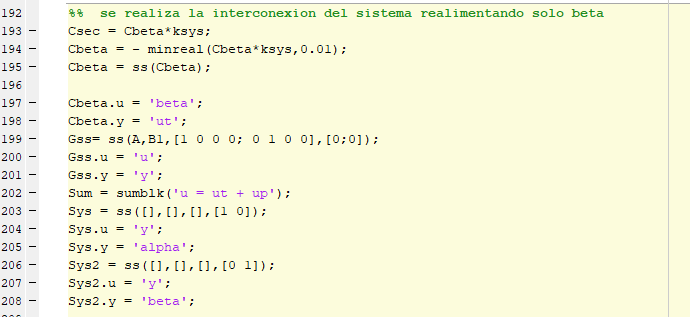 192 %%  se realiza la interconexion del sistema realimentando solo beta
193 – Csec = Cbeta*ksys;
194 – Cbeta = - minreal(Cbeta*ksys,0.01);
195 – Cbeta = ss(Cbeta);
196
197 – Cbeta.u = 'beta';
198 – Cbeta.y = 'ut';
199 – Gss= ss(A,B1,[1 0 0 0; 0 1 0 0],[0;0]);
200 – Gss.u = 'u';
201 – Gss.y = 'y';
202 – Sum = sumblk('u = ut + up');
203 – Sys = ss([],[],[],[1 0]);
204 – Sys.u = 'y';
205 – Sys.y = 'alpha';
206 – Sys2 = ss([],[],[],[0 1]);
207 – Sys2.u = 'y';
208 – Sys2.y = 'beta';